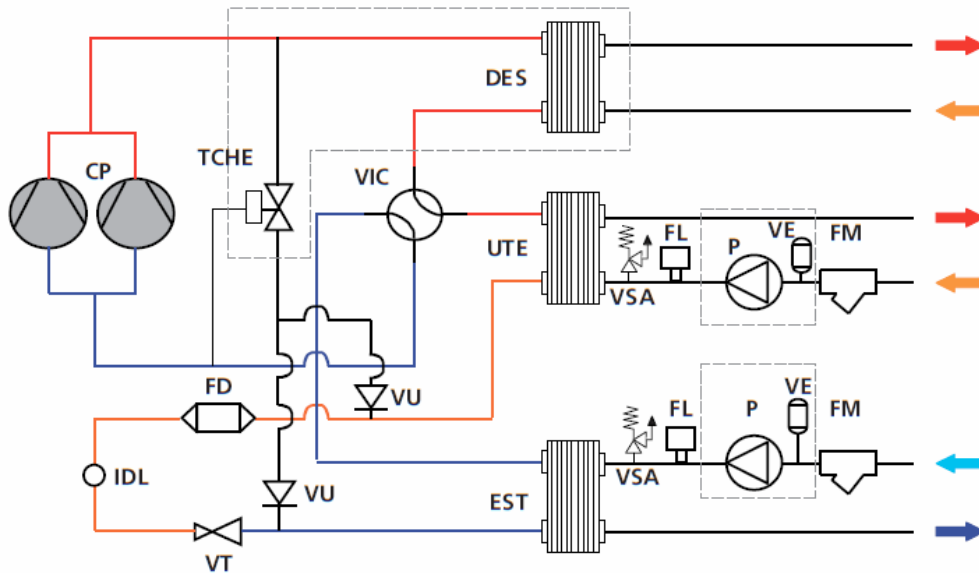 DES
CP
TCHE
VIC
UTE
FL
P
VE
FM
VSA
FD
VU
VE
FL
P
FM
IDL
VU
VSA
EST
VT